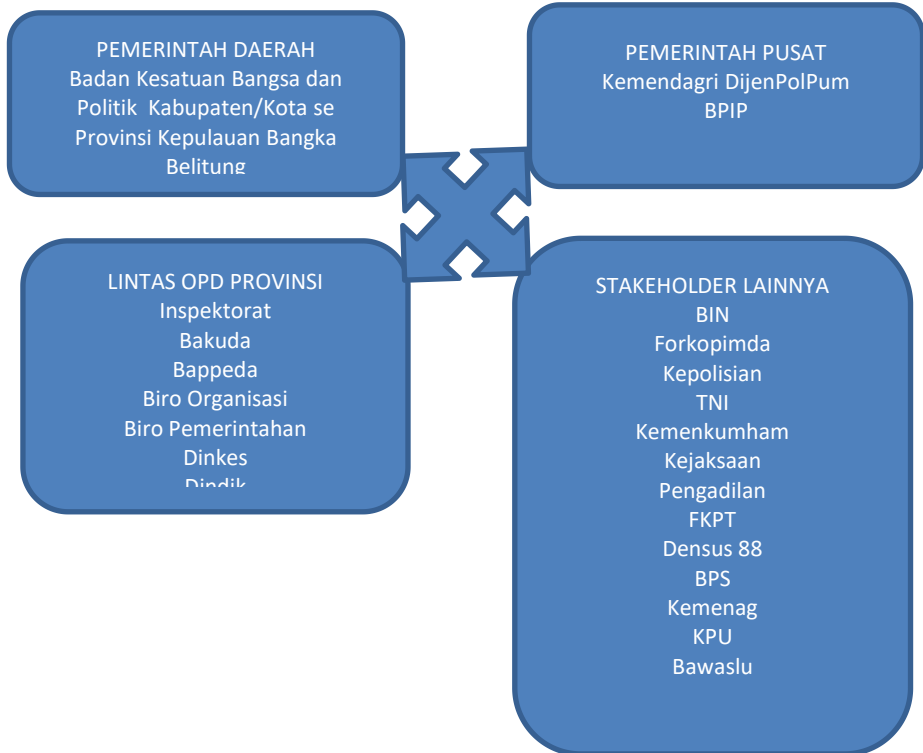 PEMERINTAH DAERAH
Badan Kesatuan Bangsa dan
Politik Kabupaten/Kota se
Provinsi Kepulauan Bangka
Belitung
PEMERINTAH PUSAT
Kemendagri DijenPolPum
BPIP
LINTAS OPD PROVINSI
Inspektorat
Bakuda
Bappeda
Biro Organisasi
Biro Pemerintahan
Dinkes
Dindik
STAKEHOLDER LAINNYA
BIN
Forkopimda
Kepolisian
TNI
Kemenkumham
Kejaksaan
Pengadilan
FKPT
Densus 88
BPS
Kemenag
KPU
Bawaslu